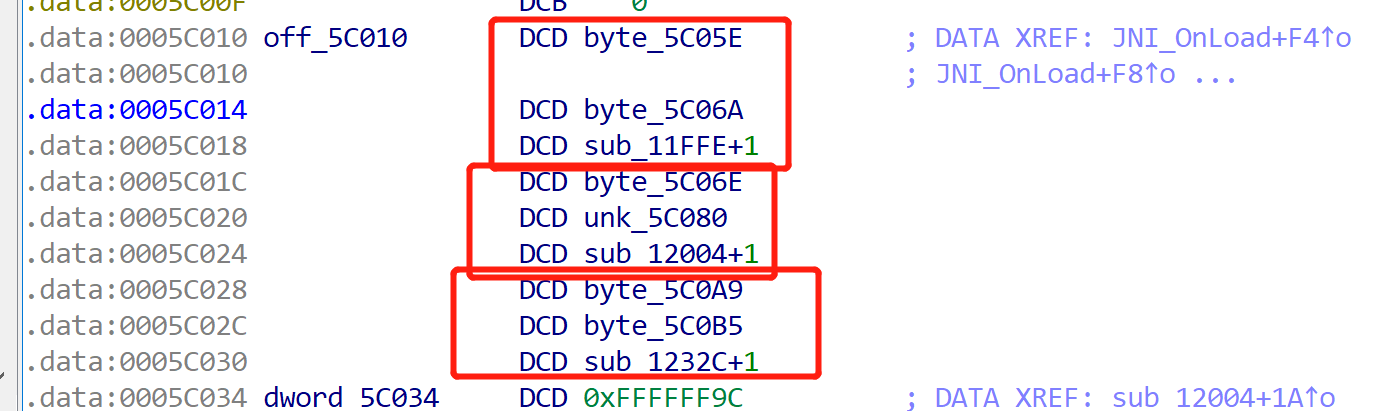 .data:0005C00F DCB 0
.data:0005C010 off_5C010 DCD byte_5C05E ; DATA XREF: JNI_OnLoad+F4↑o
.data:0005C010 ; JNI_OnLoad+F8↑o ...
.data:0005C014 DCD byte_5C06A
.data:0005C018 DCD sub_11FFE+1
.data:0005C01C DCD byte_5C06E
.data:0005C020 DCD unk_5C080
.data:0005C024 DCD sub_12004+1
.data:0005C028 DCD byte_5C0A9
.data:0005C02C DCD byte_5C0B5
.data:0005C030 DCD sub_1232C+1
.data:0005C034 dword_5C034 DCD 0xFFFFFF9C ; DATA XREF: sub_12004+1A↑o